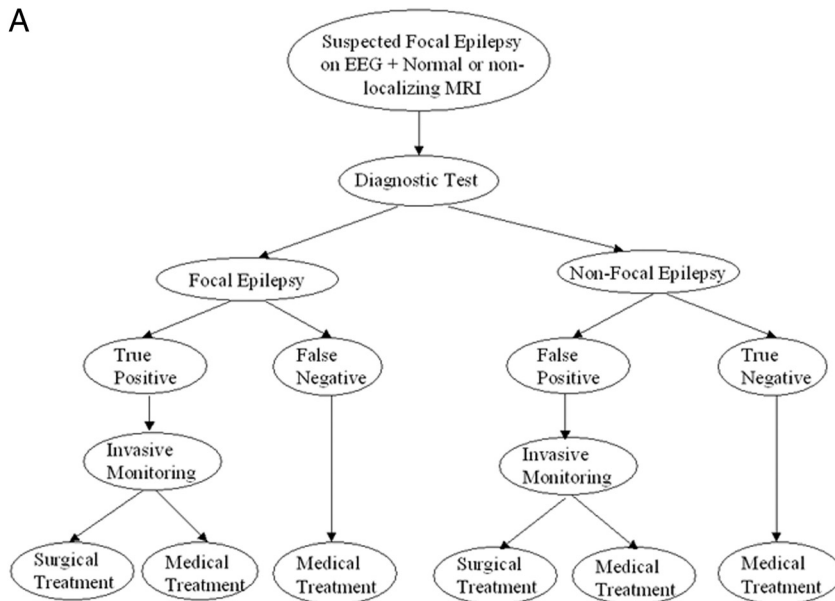 A
Suspected Focal Epilepsy
on EEG + Normal or non-
localizing MRI
Diagnostic Test
Focal Epilepsy
Non-Focal Epilepsy
True
Positive
False
Negative
False
Positive
True
Negative
Invasive
Monitoring
Invasive
Monitoring
Surgical
Treatment
Medical
Treatment
Medical
Treatment
Surgical
Treatment
Medical
Treatment
Medical
Treatment